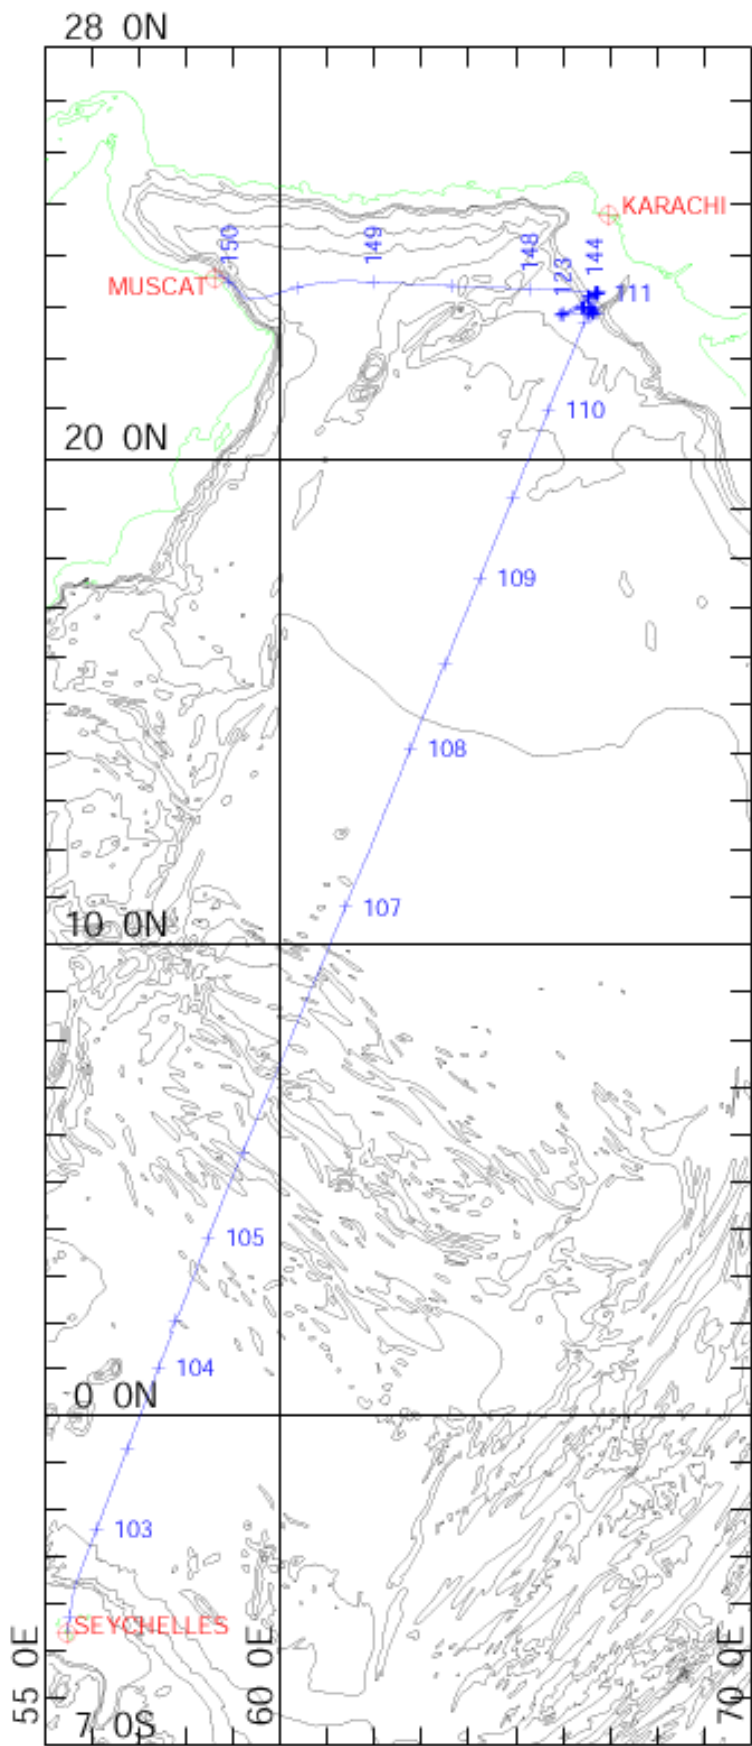 28 0N
KARACHI
150
149
148
123
144
MUSCAT
111
110
20 0N
109
108
107
10 0N
105
104
0 0N
103
SEYCHELLES
55 0E
60 0E
70 0E
7 0S